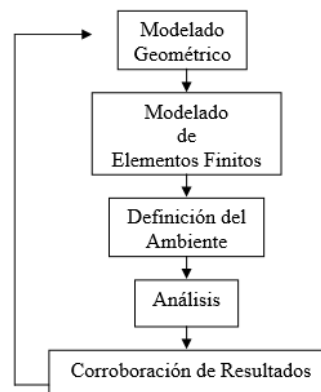 Modelado
Geométrico
Modelado
de
Elementos Finitos
Definición del
Ambiente
Análisis
Corroboración de Resultados